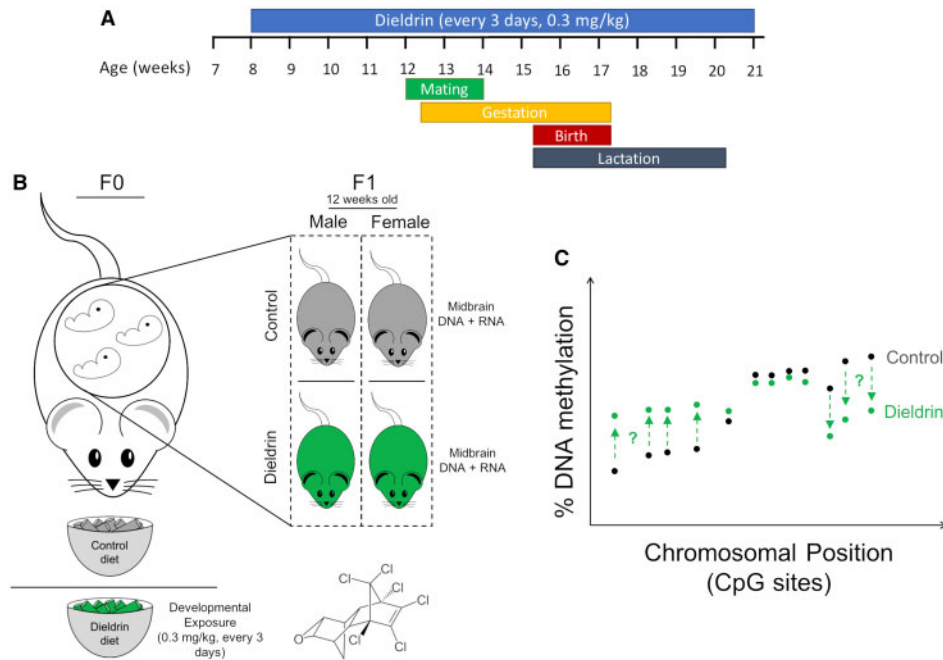 A
Dieldrin (every 3 days, 0.3 mg/kg)
Age (weeks) 7 8 9 10 11 12 13 14 15 16 17 18 19 20 21
Mating
Gestation
Birth
Lactation
B
F0
F1
12 weeks old
Male Female
Control
Midbrain
DNA + RNA
Dieldrin
Midbrain
DNA + RNA
Control
diet
Dieldrin
diet
Developmental
Exposure
(0.3 mg/kg, every 3
days)
Cl
Cl
Cl
Cl
Cl
Cl
O
C
% DNA methylation
Control
?
Dieldrin
?
Chromosomal Position
(CpG sites)